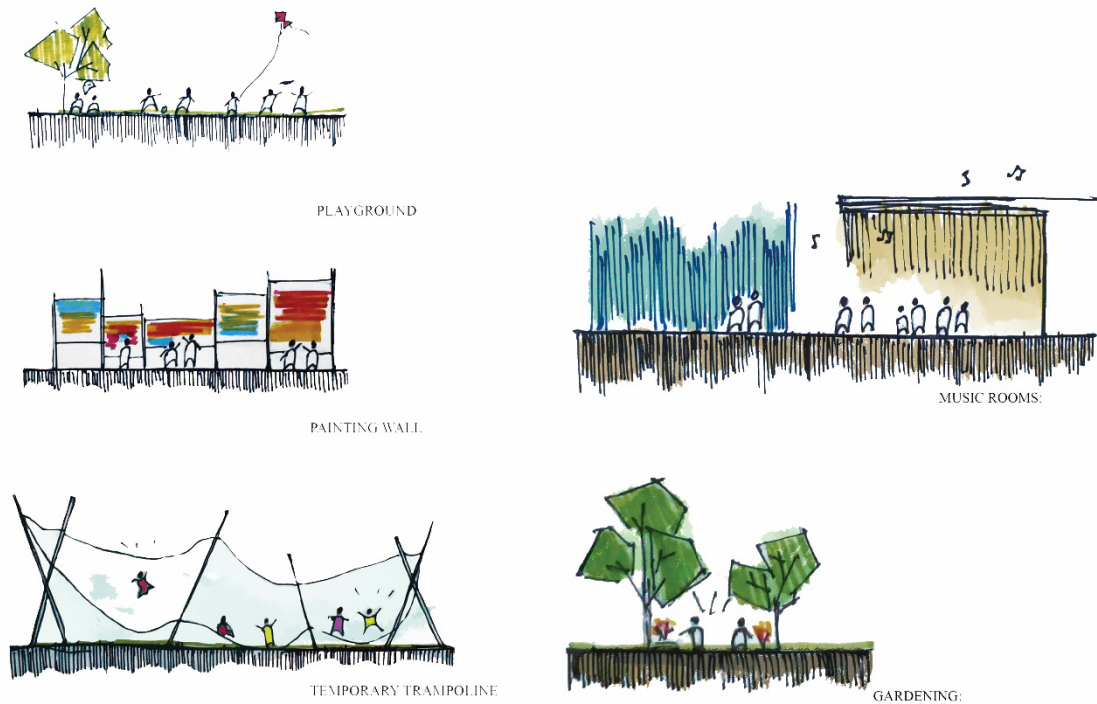 PLAYGROUND
PAINTING WALL
TEMPORARY TRAMPOLINE
MUSIC ROOMS:
GARDENING: